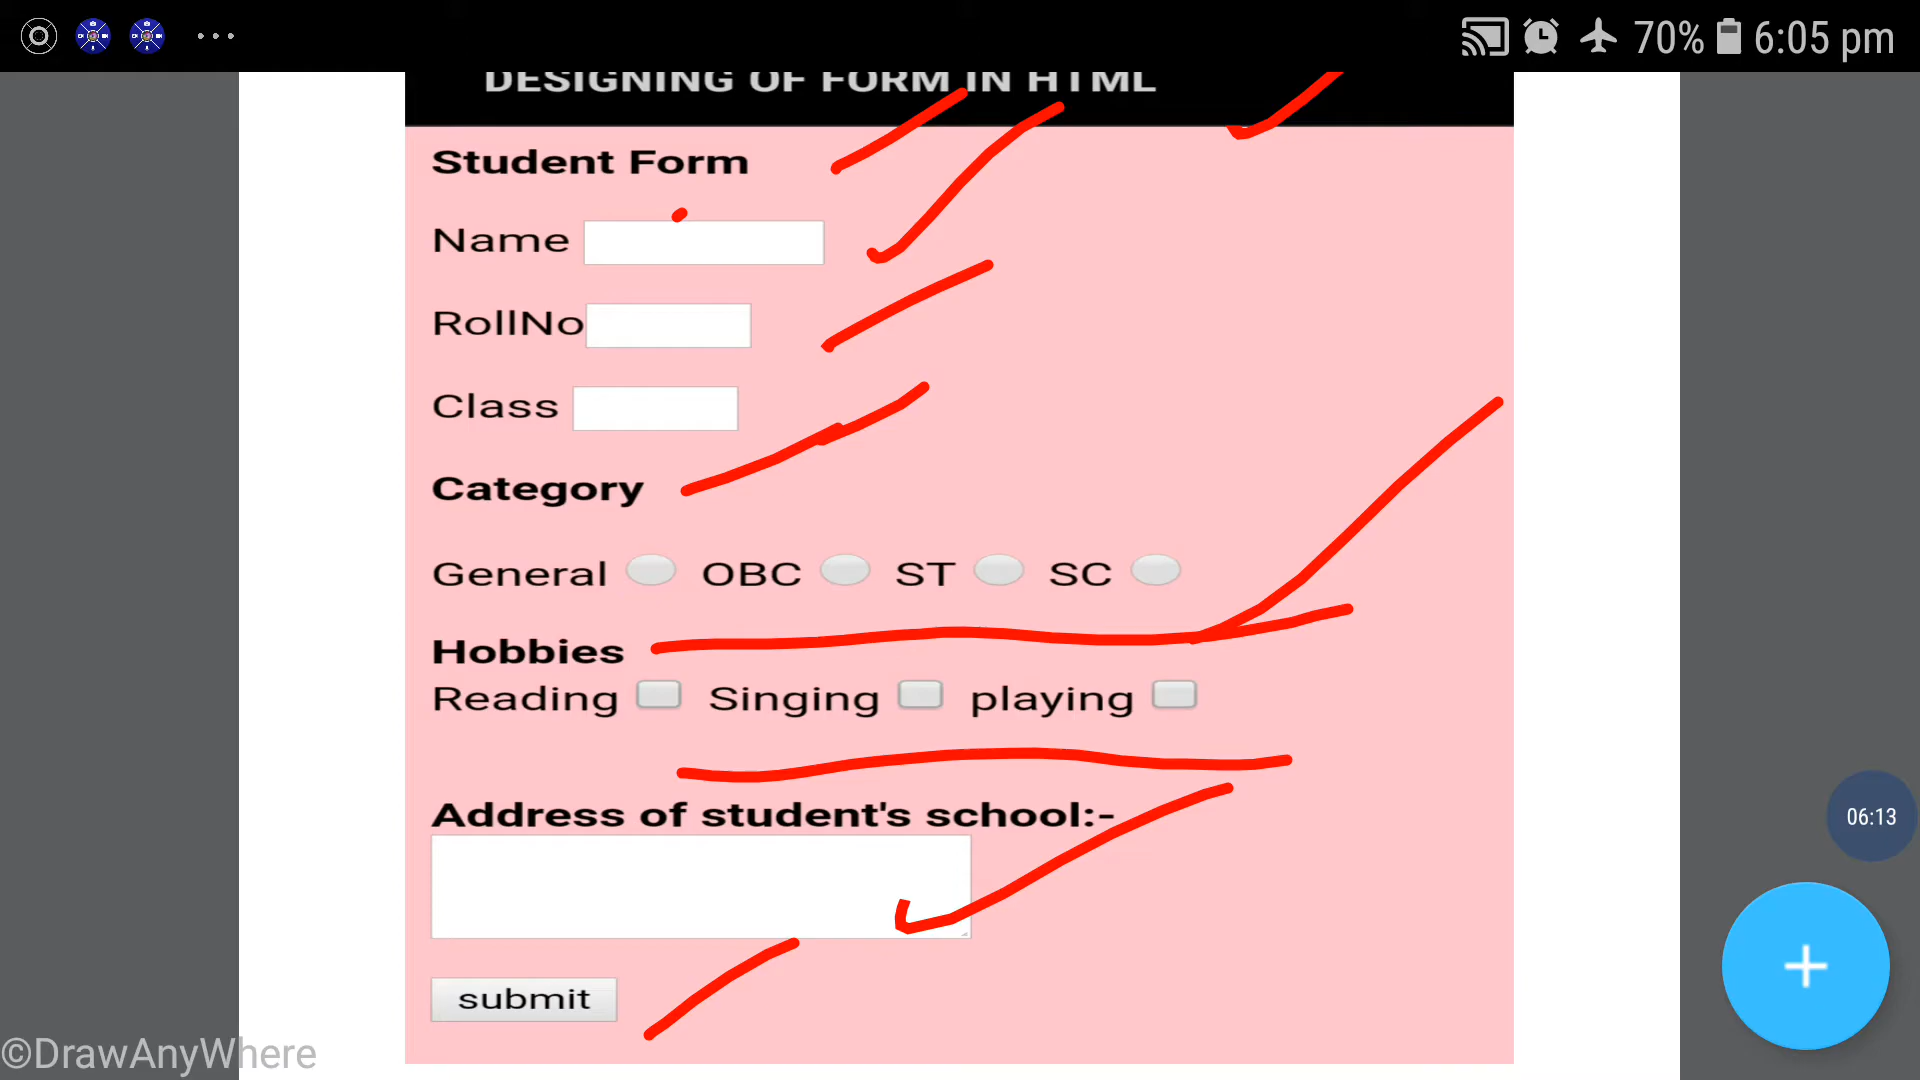 70% 6:05 pm
DESIGNING OF FORM IN HTML
Student Form
Name
RollNo
Class
Category
General OBC ST SC
Hobbies
Reading Singing playing
Address of student's school:-
06:13
submit
©DrawAnyWhere